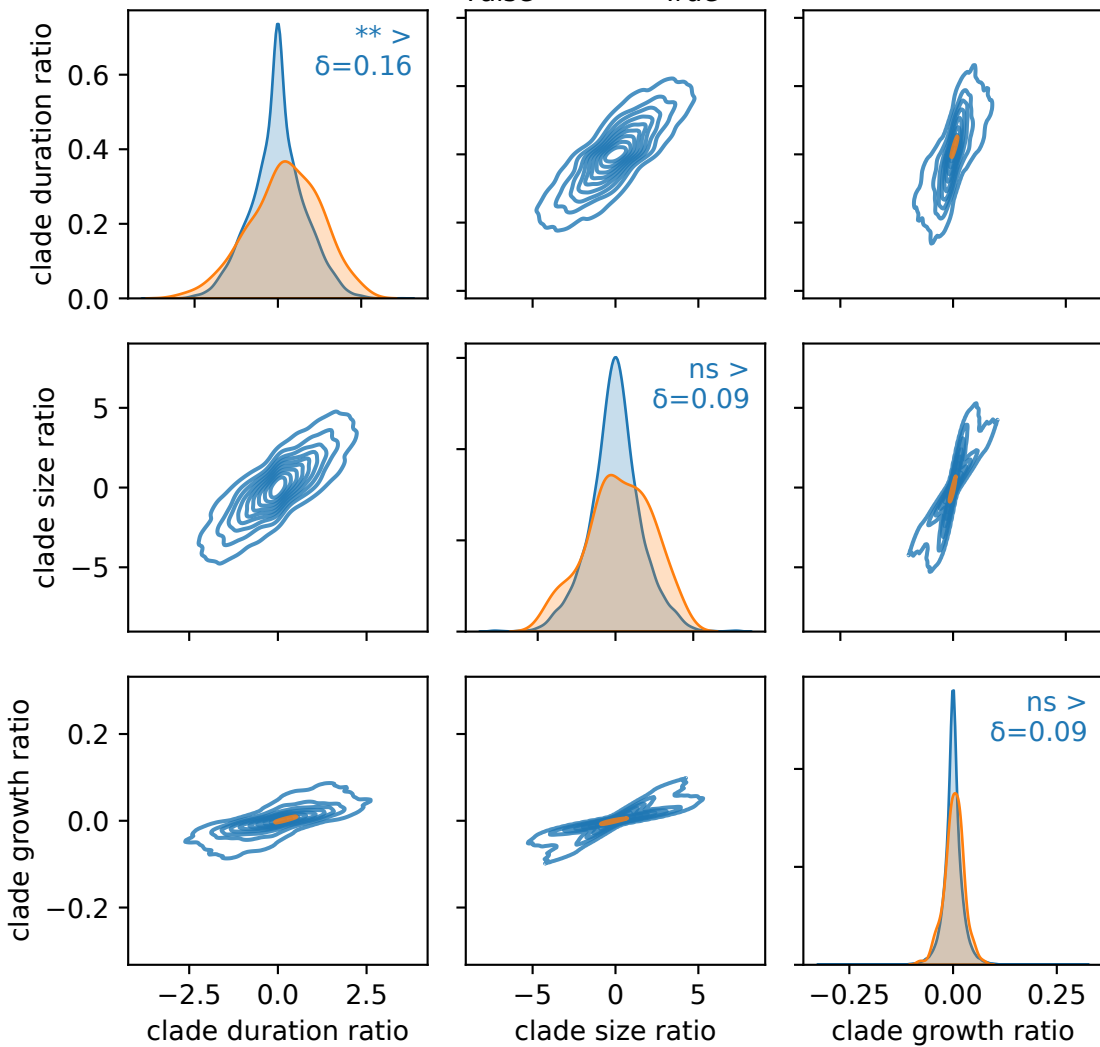 clade duration ratio
0.6
0.4
0.2
0.0
** >
δ=0.16
clade size ratio
5
0
−5
ns >
δ=0.09
clade growth ratio
0.2
0.0
−0.2
ns >
δ=0.09
−2.5 0.0 2.5
−5 0 5
−0.25 0.00 0.25
clade duration ratio
clade size ratio
clade growth ratio